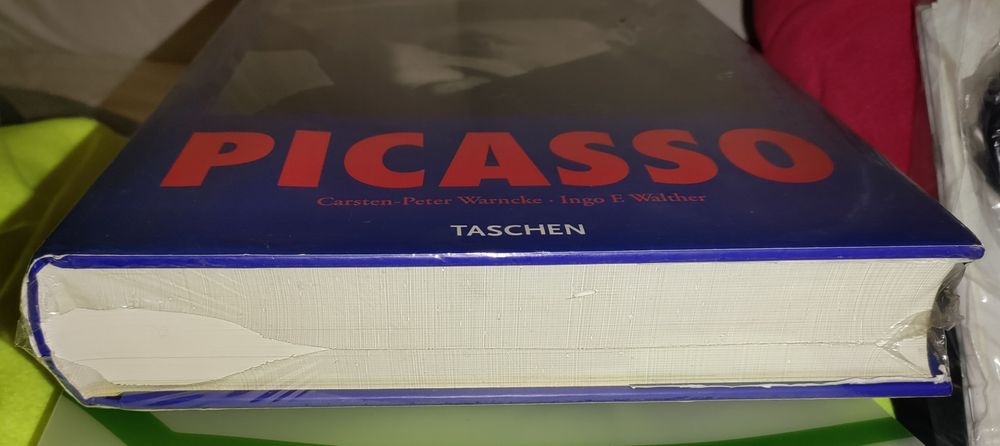 PICASSO
Carsten-Peter Warncke · Ingo F. Walther
TASCHEN